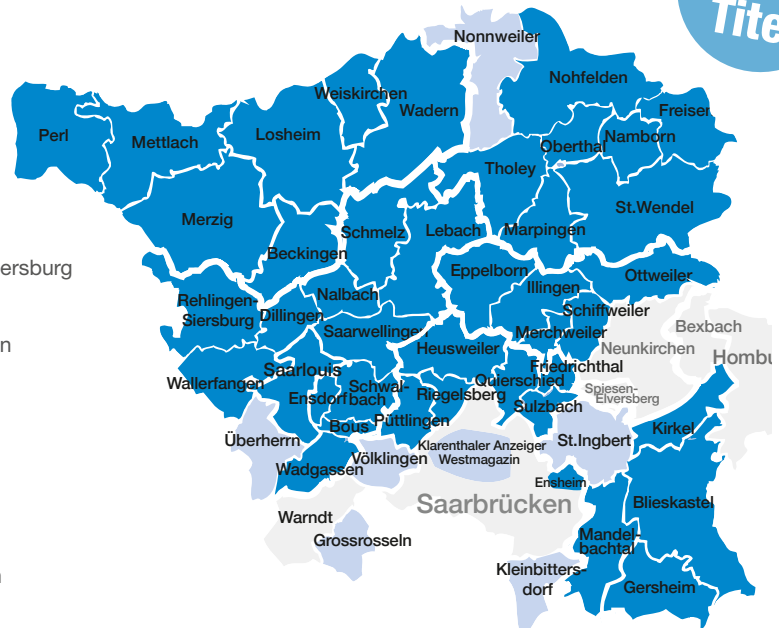 Tite
Nonnweiler
Nohfelden
Weiskirchen
Wadern
Freisen
Perl
Mettlach
Losheim
Oberthal
Namborn
Tholey
St.Wendel
Merzig
Schmelz
Lebach
Marpingen
Beckingen
ersburg
Eppelborn
Ottweiler
Illingen
Nalbach
Rehlingen-
Siersburg
Dillingen
Schiffweiler
Saarwellingen
Merchweiler
Bexbach
n
Heusweiler
Neunkirchen
Hombu
Friedrichthal
Saarlouis
Wallerfangen
Quierschied
Schwal-
bach
Ensdorf
Riegelsberg
Spiesen-
Elversberg
Sulzbach
Püttlingen
Bous
Kirkel
Überherrn
St.Ingbert
Klarenthaler Anzeiger
Westmagazin
Völklingen
Wadgassen
Ensheim
Saarbrücken
Blieskastel
Warndt
Grossrosseln
Mandel-
bachtal
Kleinbitters-
dorf
Gersheim